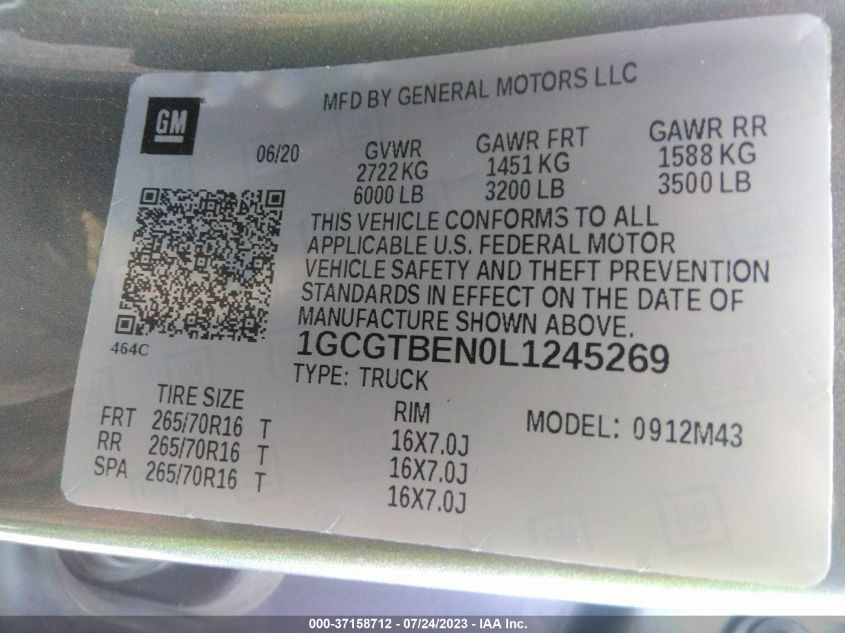 MFD BY GENERAL MOTORS LLC
GM
06/20
GVWR GAWR FRT GAWR RR
2722 KG 1451 KG 1588 KG
6000 LB 3200 LB 3500 LB
THIS VEHICLE CONFORMS TO ALL
APPLICABLE U.S. FEDERAL MOTOR
VEHICLE SAFETY AND THEFT PREVENTION
STANDARDS IN EFFECT ON THE DATE OF
MANUFACTURE SHOWN ABOVE.
464C
1GCGTBEN0L1245269
TYPE: TRUCK
TIRE SIZE RIM MODEL: 0912M43
FRT 265/70R16 T 16X7.0J
RR 265/70R16 T 16X7.0J
SPA 265/70R16 T 16X7.0J
GM
000-37158712 / 07/24/2023 - IAA Inc.